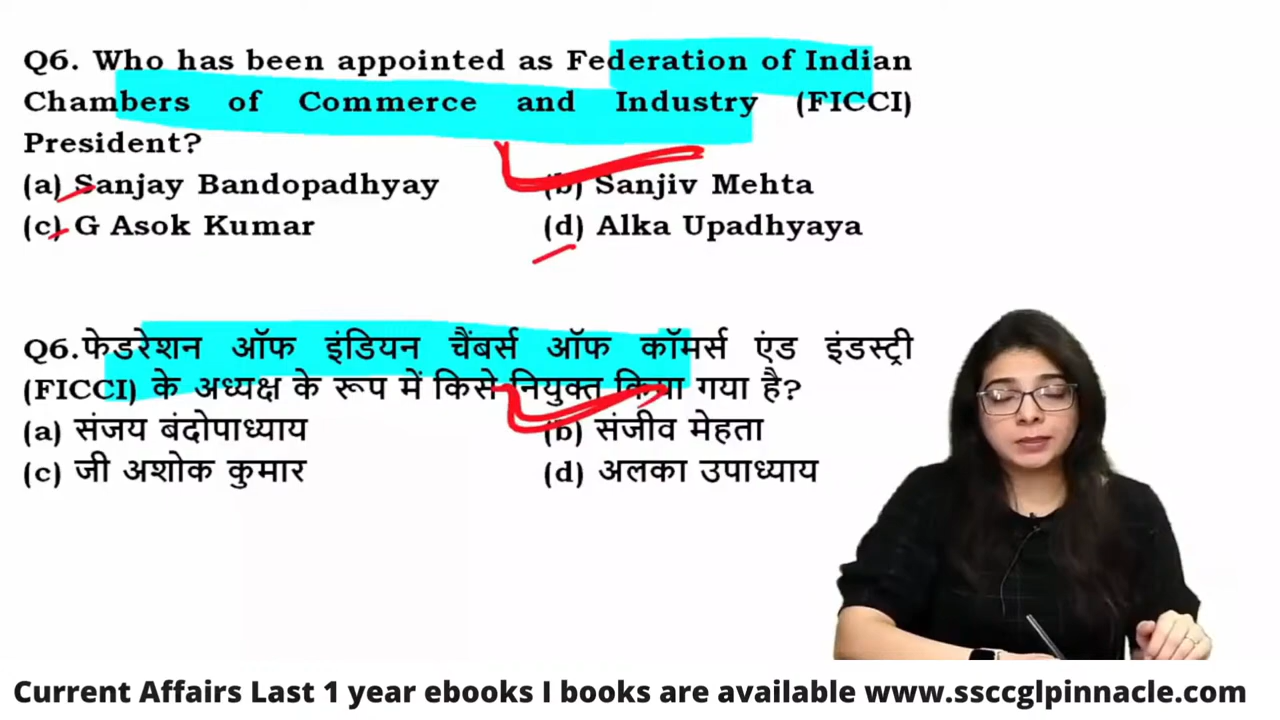 Q6. Who has been appointed as Federation of Indian
Chambers of Commerce and Industry (FICCI)
President?
(a) Sanjay Bandopadhyay (b) Sanjiv Mehta
(c) G Asok Kumar (d) Alka Upadhyaya
Q6.फेडरेशन ऑफ इंडियन चैंबर्स ऑफ कॉमर्स एंड इंडस्ट्री
(FICCI) के अध्यक्ष के रूप में किसे नियुक्त किया गया है?
(a) संजय बंदोपाध्याय (b) संजीव मेहता
(c) जी अशोक कुमार (d) अलका उपाध्याय
Current Affairs Last 1 year ebooks I books are available www.ssccglpinnacle.com